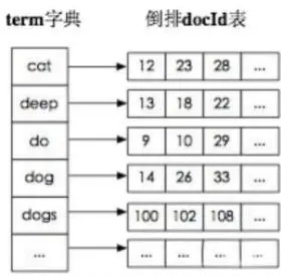 term字典 倒排docId表
cat 12 23 28 ...
deep 13 18 22 ...
do 9 10 29 ...
dog 14 26 33 ...
dogs 100 102 108 ...
... ... ... ... ...